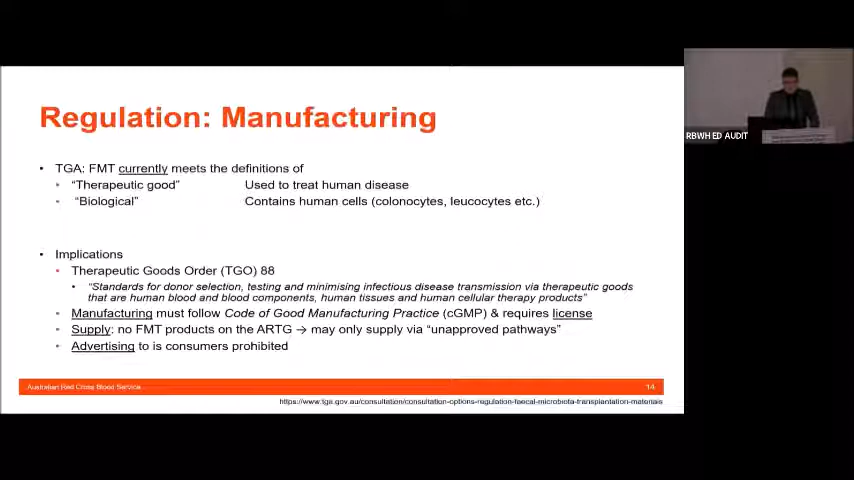 Regulation: Manufacturing
• TGA: FMT currently meets the definitions of
• “Therapeutic good” Used to treat human disease
• “Biological” Contains human cells (colonocytes, leucocytes etc.)
• Implications
• Therapeutic Goods Order (TGO) 88
• “Standards for donor selection, testing and minimising infectious disease transmission via therapeutic goods
that are human blood and blood components, human tissues and human cellular therapy products”
• Manufacturing must follow Code of Good Manufacturing Practice (cGMP) & requires license
• Supply: no FMT products on the ARTG → may only supply via “unapproved pathways”
• Advertising to is consumers prohibited
Australian Red Cross Blood Service
14
https://www.tga.gov.au/consultation/consultation-options-regulation-faecal-microbiota-transplantation-materials
RBWH ED AUDIT